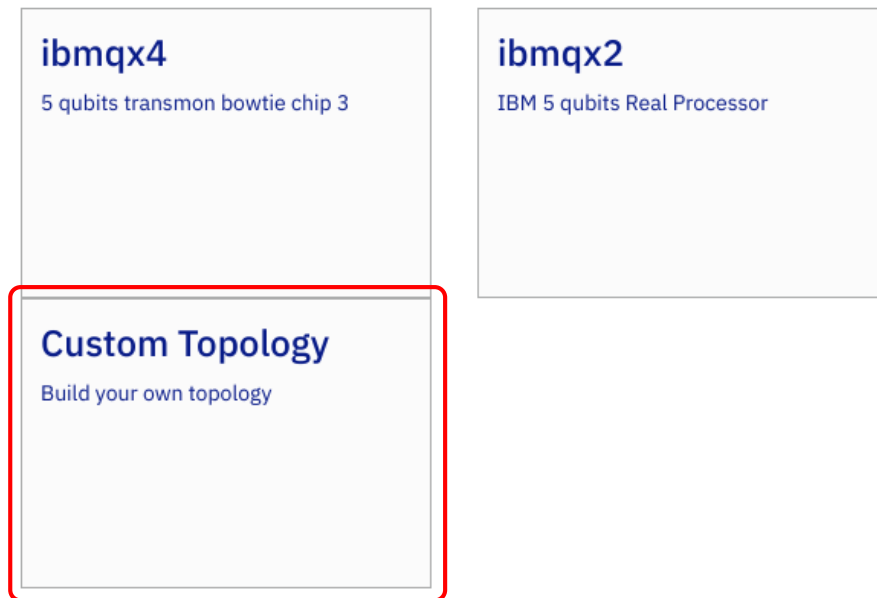 ibmqx4
5 qubits transmon bowtie chip 3
ibmqx2
IBM 5 qubits Real Processor
Custom Topology
Build your own topology